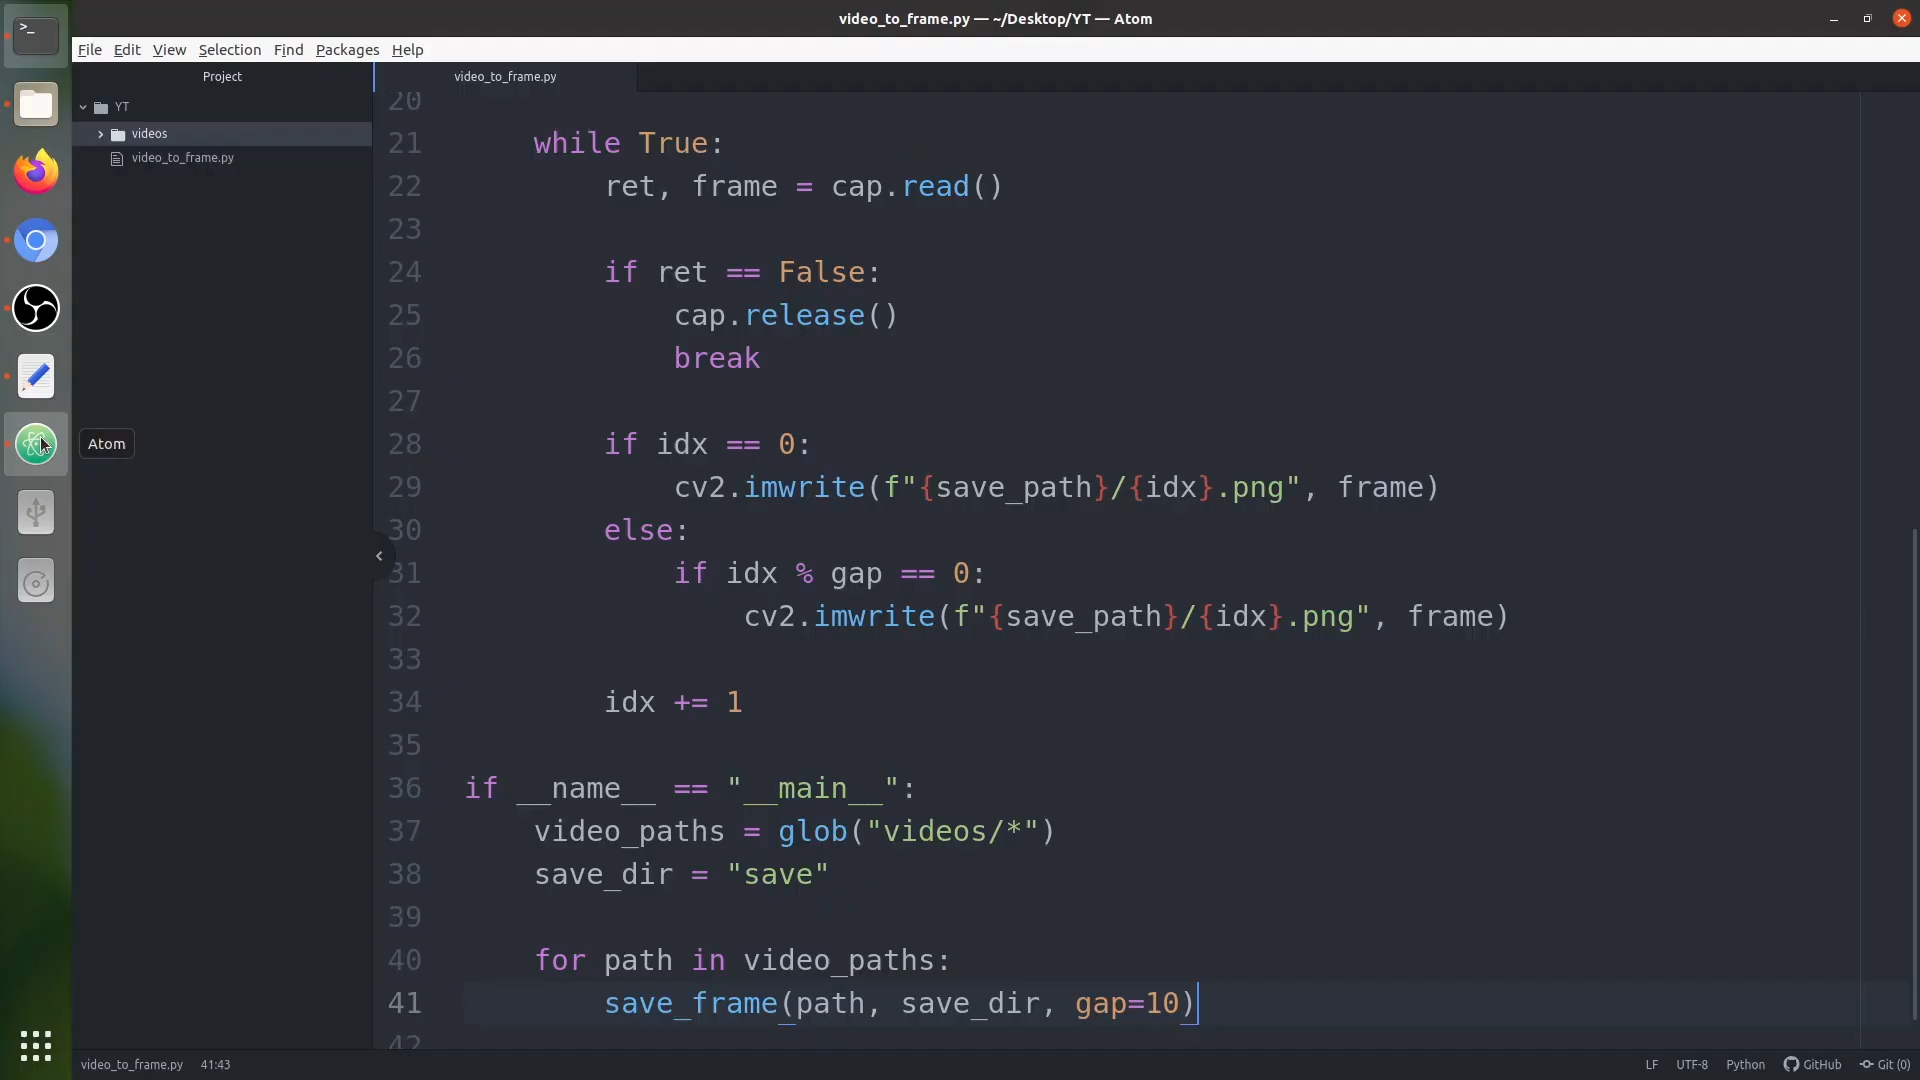 video_to_frame.py — ~/Desktop/YT — Atom
File Edit View Selection Find Packages Help
Project
YT
videos
video_to_frame.py
Atom
video_to_frame.py
20
21 while True:
22 ret, frame = cap.read()
23
24 if ret == False:
25 cap.release()
26 break
27
28 if idx == 0:
29 cv2.imwrite(f"{save_path}/{idx}.png", frame)
30 else:
31 if idx % gap == 0:
32 cv2.imwrite(f"{save_path}/{idx}.png", frame)
33
34 idx += 1
35
36 if __name__ == "__main__":
37 video_paths = glob("videos/*")
38 save_dir = "save"
39
40 for path in video_paths:
41 save_frame(path, save_dir, gap=10)
42
video_to_frame.py 41:43 LF UTF-8 Python GitHub Git (0)